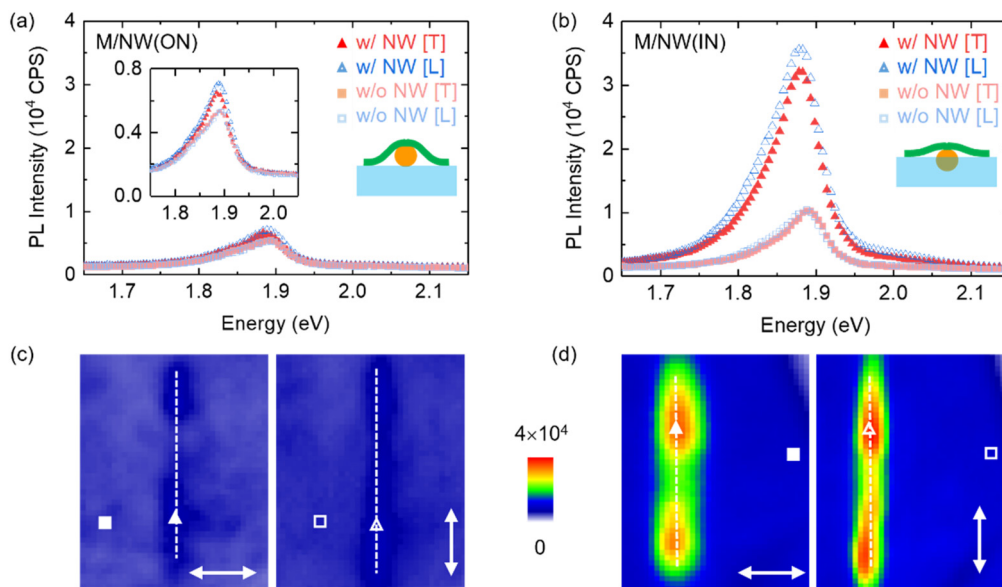 (a)
M/NW(ON)
w/ NW [T]
w/ NW [L]
w/o NW [T]
w/o NW [L]
PL Intensity (10⁴ CPS)
4
3
2
1
0
0.8
0.4
0.0
1.8 1.9 2.0
1.7 1.8 1.9 2.0 2.1
Energy (eV)
(b)
M/NW(IN)
w/ NW [T]
w/ NW [L]
w/o NW [T]
w/o NW [L]
PL Intensity (10⁴ CPS)
4
3
2
1
0
1.7 1.8 1.9 2.0 2.1
Energy (eV)
(c)
4×10⁴
0
(d)